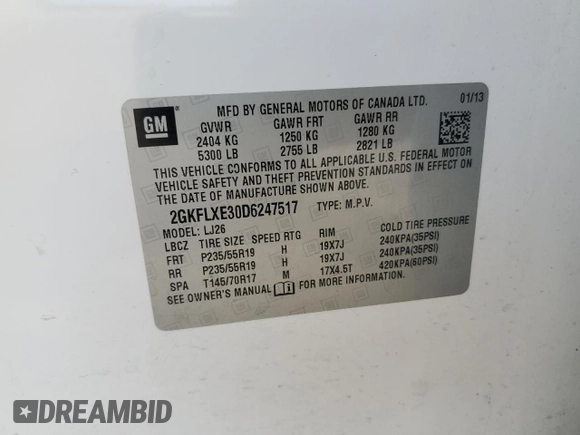 MFD BY GENERAL MOTORS OF CANADA LTD. 01/13
GM
GVWR GAWR FRT GAWR RR
2404 KG 1250 KG 1280 KG
5300 LB 2755 LB 2821 LB
THIS VEHICLE CONFORMS TO ALL APPLICABLE U.S. FEDERAL MOTOR
VEHICLE SAFETY AND THEFT PREVENTION STANDARDS IN EFFECT ON
THE DATE OF MANUFACTURE SHOWN ABOVE.
2GKFLXE30D6247517 TYPE: M.P.V.
MODEL: LJ26
LBCZ TIRE SIZE SPEED RTG RIM COLD TIRE PRESSURE
FRT P235/55R19 H 19X7J 240KPA(35PSI)
RR P235/55R19 H 19X7J 240KPA(35PSI)
SPA T145/70R17 M 17X4.5T 420KPA(60PSI)
SEE OWNER'S MANUAL FOR MORE INFORMATION.
DREAMBID